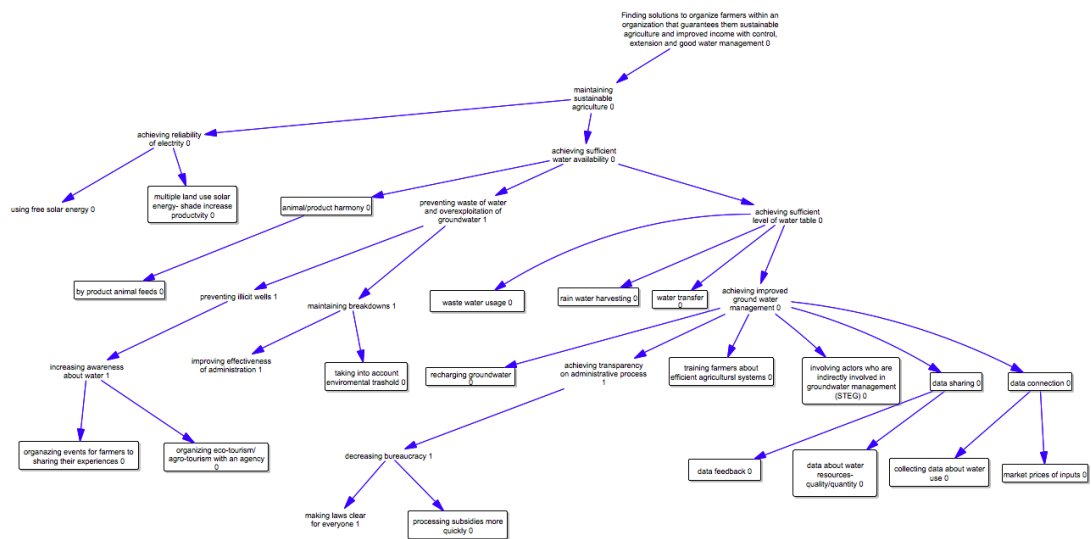 Finding solutions to organize farmers within an
organization that guarantees them sustainable
agriculture and improved income with control,
extension and good water management 0
maintaining
sustainable
agriculture 0
achieving reliability
of electrity 0
achieving sufficient
water availability 0
using free solar energy 0
multiple land use solar
energy- shade increase
productvity 0
animal/product harmony 0
preventing waste of water
and overexploitation of
groundwater 1
achieving sufficient
level of water table 0
by product animal feeds 0
preventing illicit wells 1
maintaining breakdowns 1
waste water usage 0
rain water harvesting 0
water transfer
0
achieving improved
ground water
management 0
increasing awareness
about water 1
improving effectiveness
of administration 1
taking into account
enviromental trashold 0
recharging groundwater
0
achieving transparency
on administrative process
1
training farmers about
efficient agricultursl systems 0
involving actors who are
indirectly involved in
groundwater management
(STEG) 0
data sharing 0
data connection 0
organazing events for farmers to
sharing their experiences 0
organizing eco-tourism/
agro-tourism with an agency
0
decreasing bureaucracy 1
data feedback 0
data about water
resources-
quality/quantity 0
collecting data about water
use 0
market prices of inputs 0
making laws clear
for everyone 1
processing subsidies more
quickly 0